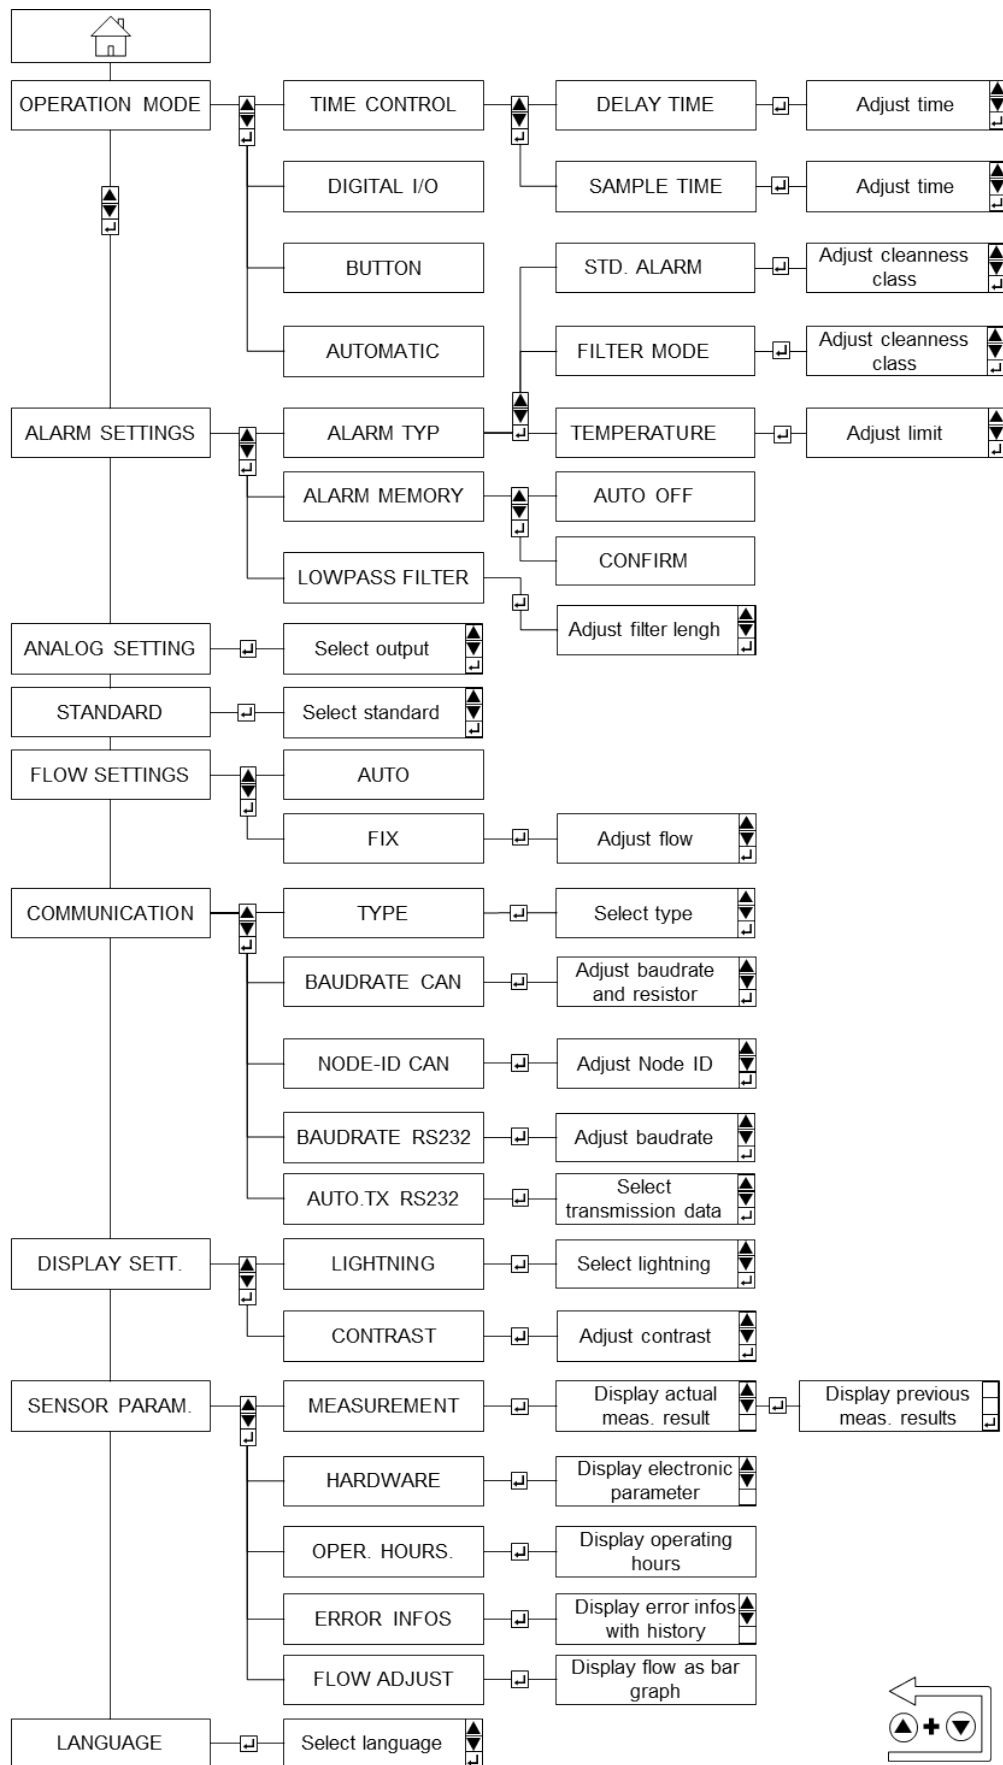 OPERATION MODE
TIME CONTROL
DELAY TIME
Adjust time
DIGITAL I/O
SAMPLE TIME
Adjust time
BUTTON
STD. ALARM
Adjust cleanness
class
AUTOMATIC
FILTER MODE
Adjust cleanness
class
ALARM SETTINGS
ALARM TYP
TEMPERATURE
Adjust limit
ALARM MEMORY
AUTO OFF
CONFIRM
LOWPASS FILTER
Adjust filter lengh
ANALOG SETTING
Select output
STANDARD
Select standard
FLOW SETTINGS
AUTO
FIX
Adjust flow
COMMUNICATION
TYPE
Select type
BAUDRATE CAN
Adjust baudrate
and resistor
NODE-ID CAN
Adjust Node ID
BAUDRATE RS232
Adjust baudrate
AUTO.TX RS232
Select
transmission data
DISPLAY SETT.
LIGHTNING
Select lightning
CONTRAST
Adjust contrast
SENSOR PARAM.
MEASUREMENT
Display actual
meas. result
Display previous
meas. results
HARDWARE
Display electronic
parameter
OPER. HOURS.
Display operating
hours
ERROR INFOS
Display error infos
with history
FLOW ADJUST
Display flow as bar
graph
+
LANGUAGE
Select language